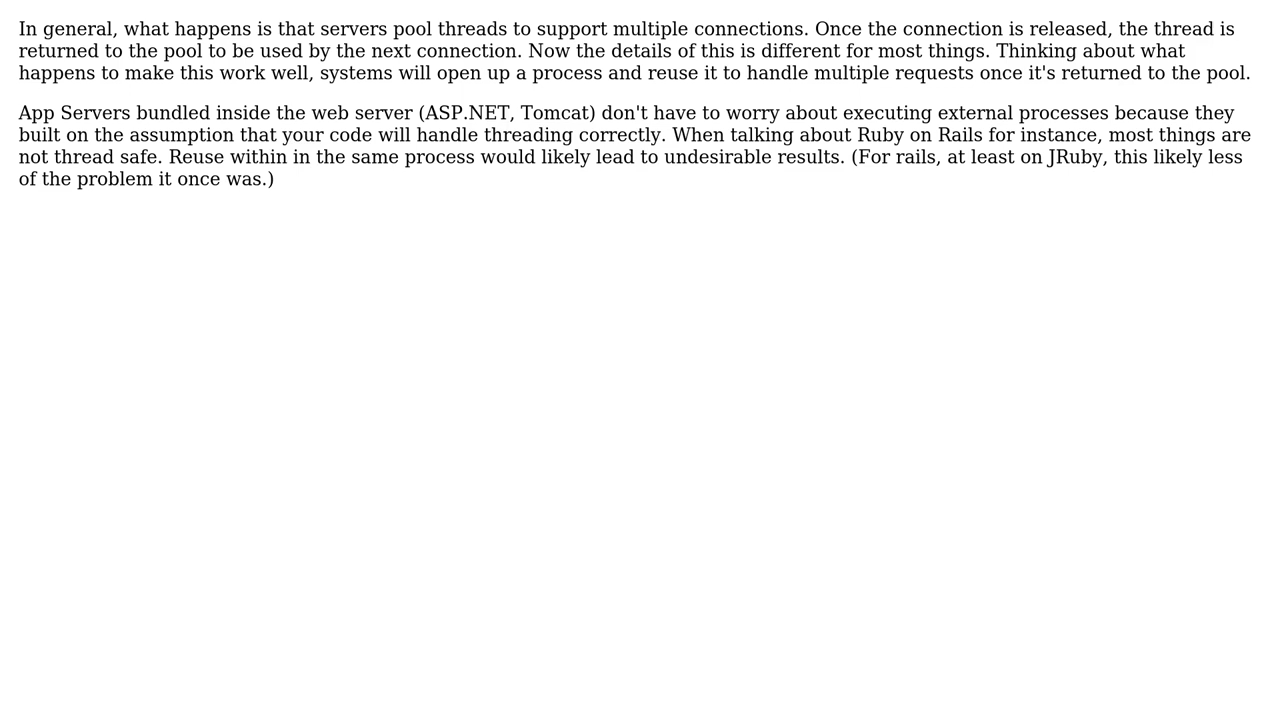 In general, what happens is that servers pool threads to support multiple connections. Once the connection is released, the thread is
returned to the pool to be used by the next connection. Now the details of this is different for most things. Thinking about what
happens to make this work well, systems will open up a process and reuse it to handle multiple requests once it's returned to the pool.
App Servers bundled inside the web server (ASP.NET, Tomcat) don't have to worry about executing external processes because they
built on the assumption that your code will handle threading correctly. When talking about Ruby on Rails for instance, most things are
not thread safe. Reuse within in the same process would likely lead to undesirable results. (For rails, at least on JRuby, this likely less
of the problem it once was.)